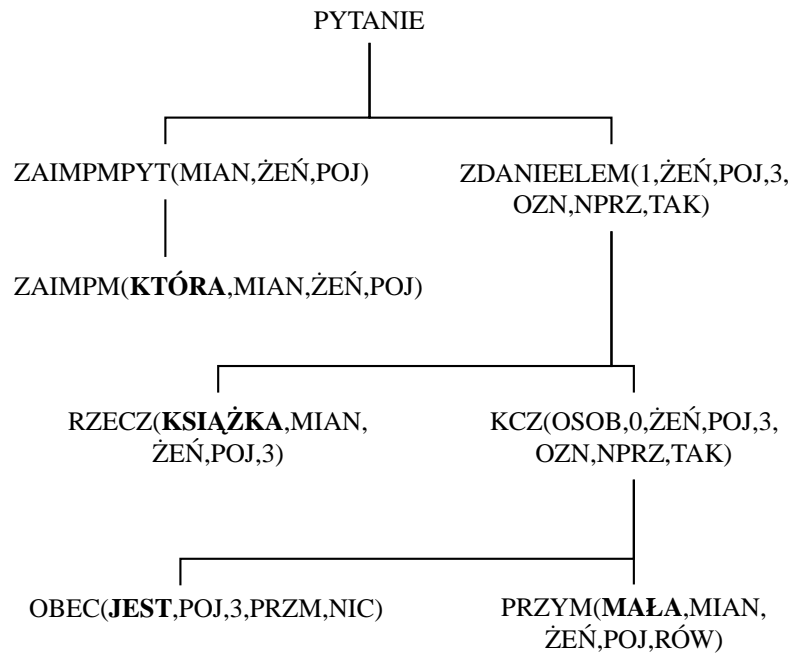 PYTANIE
ZAIMPMPYT(MIAN,ŻEŃ,POJ)
ZDANIEELEM(1,ŻEŃ,POJ,3,
OZN,NPRZ,TAK)
ZAIMPM(KTÓRA,MIAN,ŻEŃ,POJ)
RZECZ(KSIĄŻKA,MIAN,
ŻEŃ,POJ,3)
KCZ(OSOB,0,ŻEŃ,POJ,3,
OZN,NPRZ,TAK)
OBEC(JEST,POJ,3,PRZM,NIC)
PRZYM(MAŁA,MIAN,
ŻEŃ,POJ,RÓW)